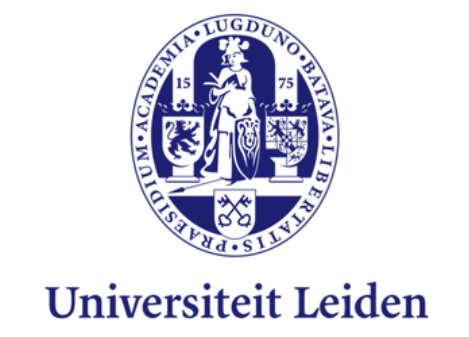 ACADEMIA·LUGDUNO·BATAVA·LIBERTATIS·PRAESIDIUM·
15 75
Universiteit Leiden